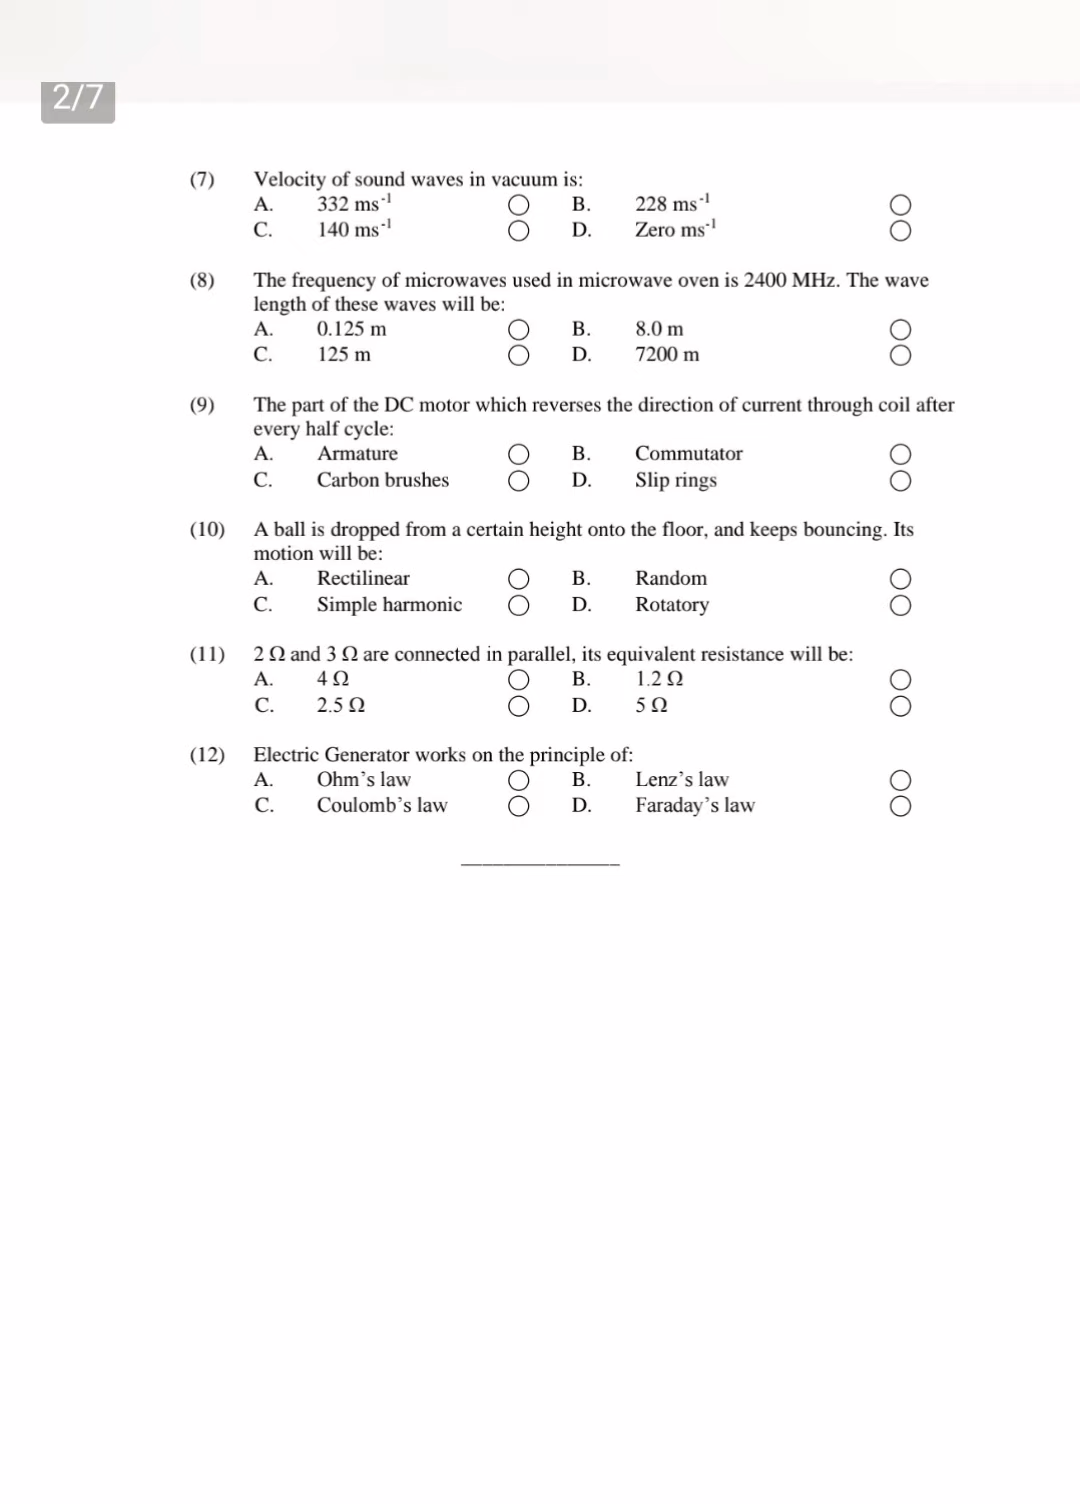 2/7
(7) Velocity of sound waves in vacuum is:
A. 332 ms⁻¹ B. 228 ms⁻¹
C. 140 ms⁻¹ D. Zero ms⁻¹
(8) The frequency of microwaves used in microwave oven is 2400 MHz. The wave
length of these waves will be:
A. 0.125 m B. 8.0 m
C. 125 m D. 7200 m
(9) The part of the DC motor which reverses the direction of current through coil after
every half cycle:
A. Armature B. Commutator
C. Carbon brushes D. Slip rings
(10) A ball is dropped from a certain height onto the floor, and keeps bouncing. Its
motion will be:
A. Rectilinear B. Random
C. Simple harmonic D. Rotatory
(11) 2 Ω and 3 Ω are connected in parallel, its equivalent resistance will be:
A. 4 Ω B. 1.2 Ω
C. 2.5 Ω D. 5 Ω
(12) Electric Generator works on the principle of:
A. Ohm's law B. Lenz's law
C. Coulomb's law D. Faraday's law